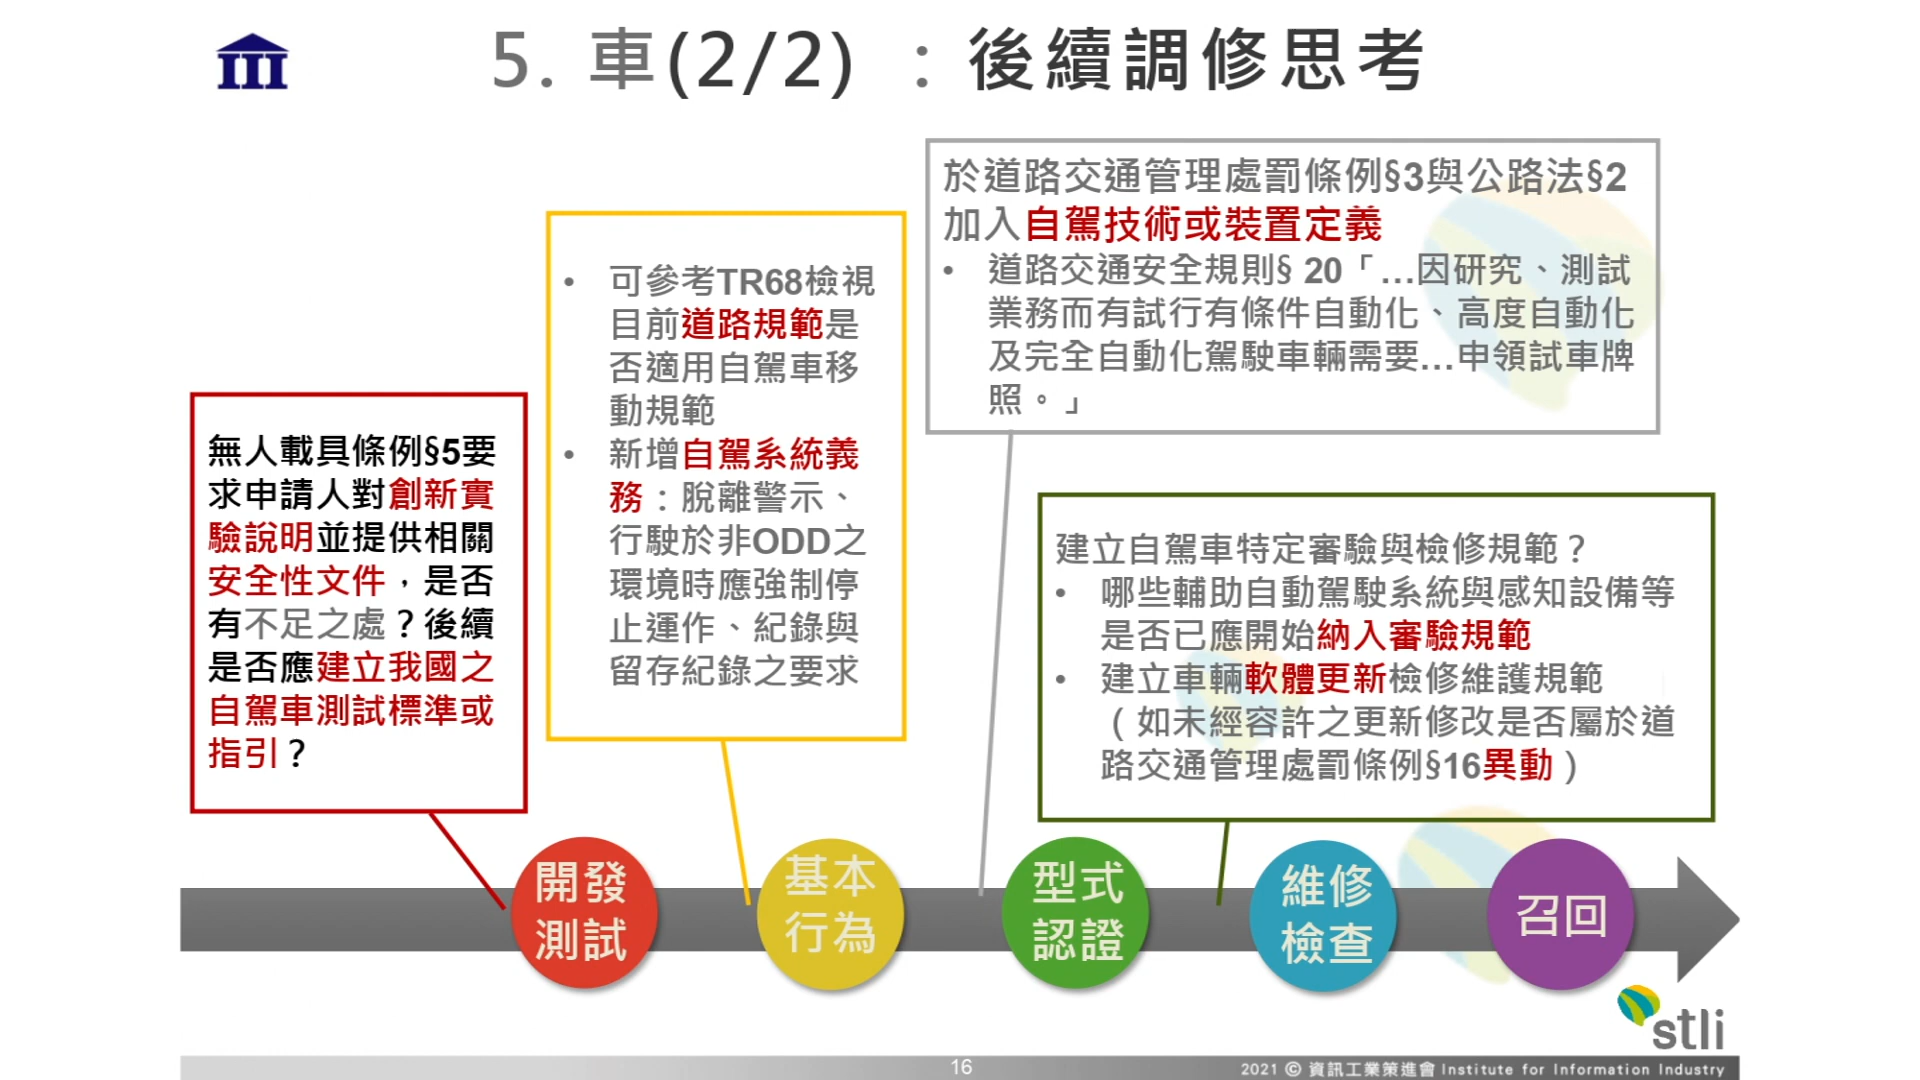 5. 車(2/2) ：後續調修思考
無人載具條例§5要
求申請人對創新實
驗說明並提供相關
安全性文件，是否
有不足之處？後續
是否應建立我國之
自駕車測試標準或
指引？
• 可參考TR68檢視
目前道路規範是
否適用自駕車移
動規範
• 新增自駕系統義
務：脫離警示、
行駛於非ODD之
環境時應強制停
止運作、紀錄與
留存紀錄之要求
於道路交通管理處罰條例§3與公路法§2
加入自駕技術或裝置定義
• 道路交通安全規則§ 20「…因研究、測試
業務而有試行有條件自動化、高度自動化
及完全自動化駕駛車輛需要…申領試車牌
照。」
建立自駕車特定審驗與檢修規範？
• 哪些輔助自動駕駛系統與感知設備等
是否已應開始納入審驗規範
• 建立車輛軟體更新檢修維護規範
（如未經容許之更新修改是否屬於道
路交通管理處罰條例§16異動）
開發
測試
基本
行為
型式
認證
維修
檢查
召回
stli
16
2021 © 資訊工業策進會 Institute for Information Industry